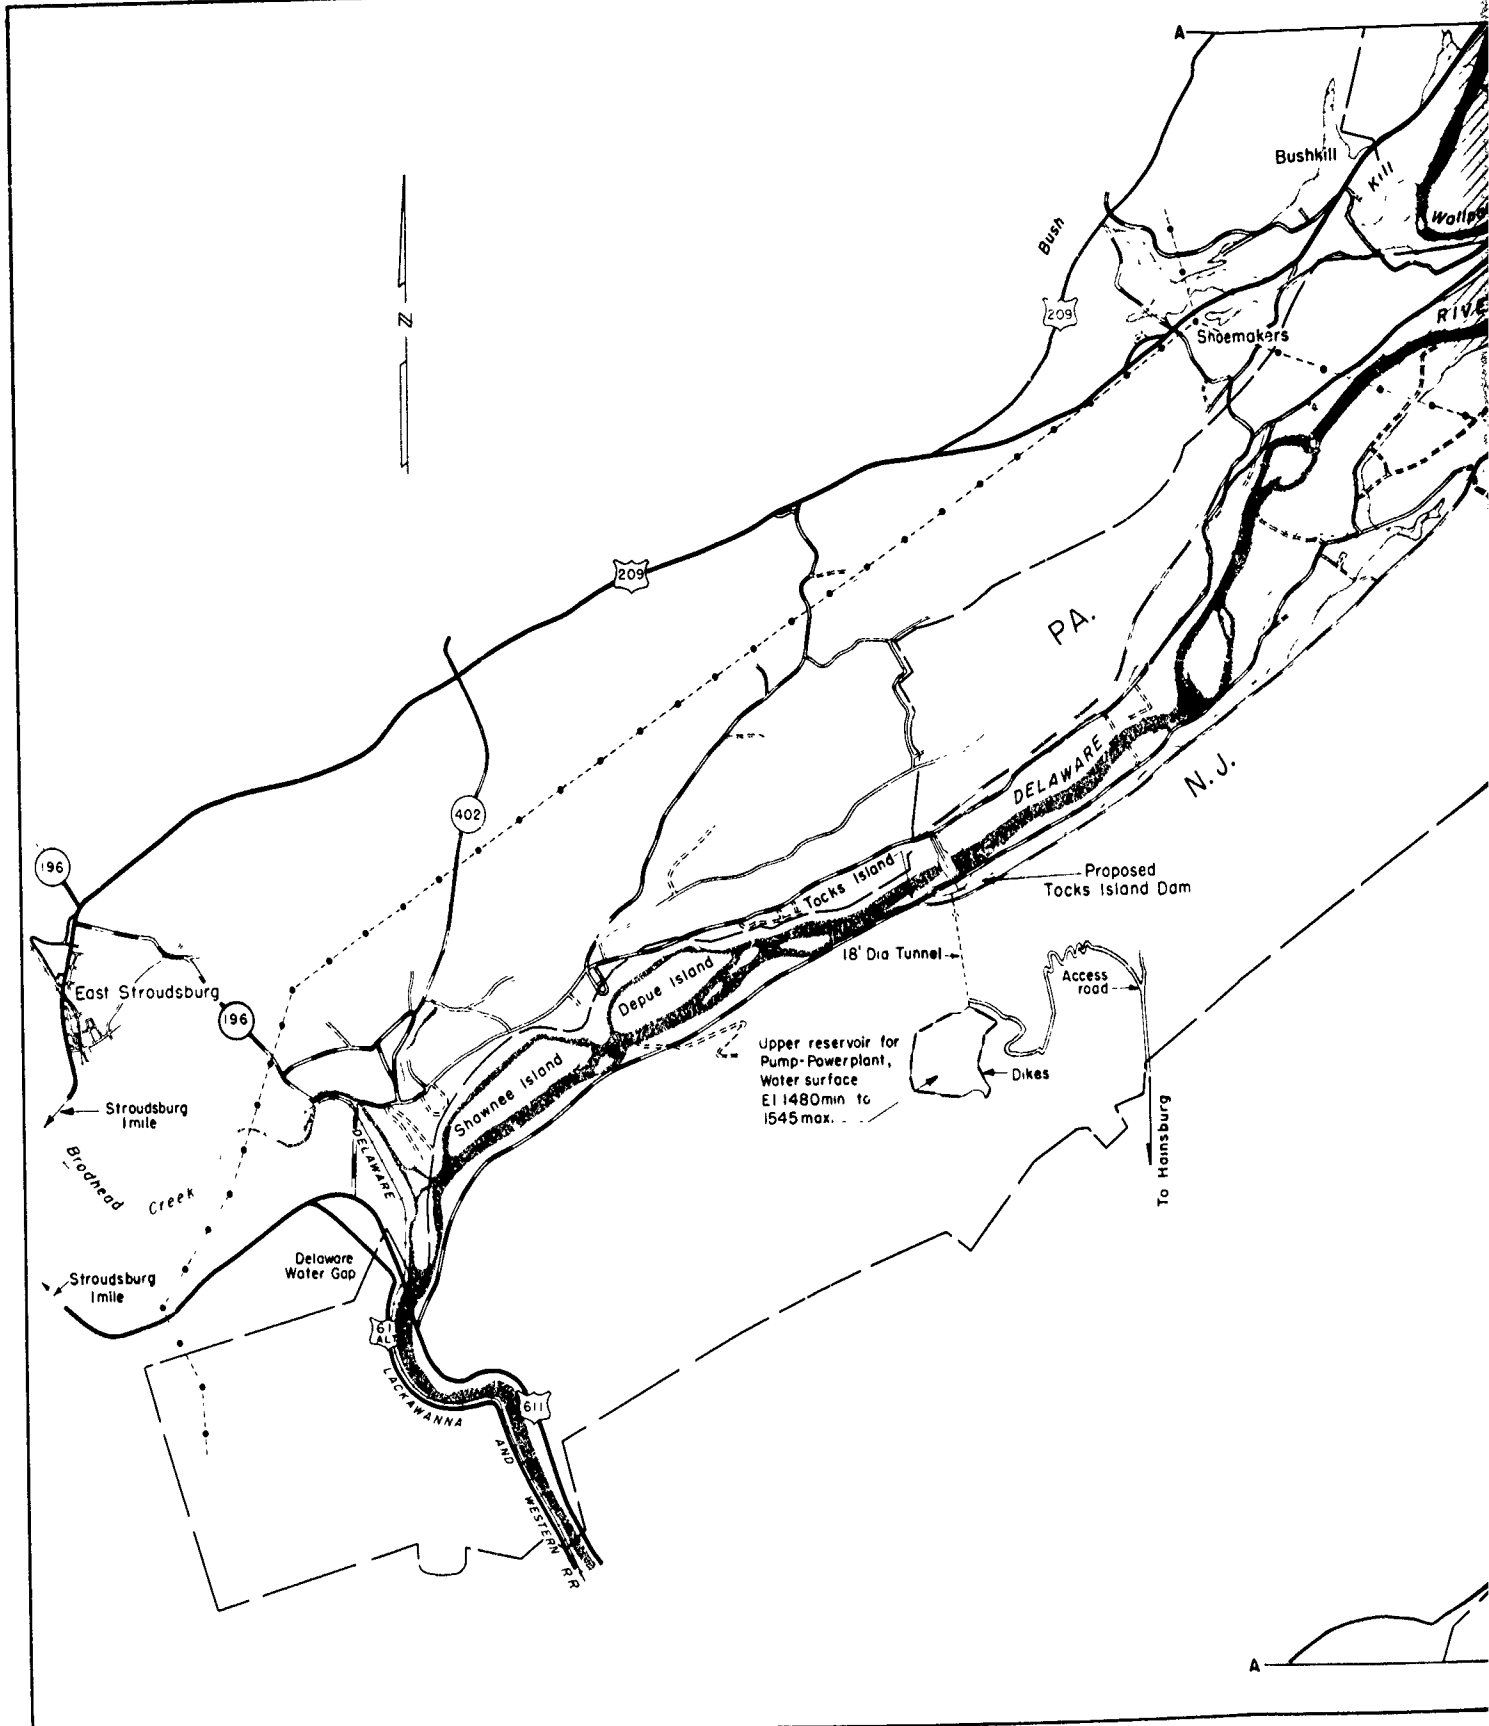 A
Bushkill
Kill
Bush
209
Shoemakers
N
209
PA.
DELAWARE
N.J.
402
196
Tocks Island
Proposed
Tocks Island Dam
18' Dia Tunnel
Access
road
Depue Island
East Stroudsburg
196
Upper reservoir for
Pump-Powerplant,
Water surface
El 1480min to
1545 max.
Dikes
Shawnee Island
Stroudsburg
1 mile
To Hainsburg
DELAWARE
Brodhead
Creek
Delaware
Water Gap
Stroudsburg
1 mile
611
ALT
LACKAWANNA
611
AND
WESTERN
RR
A